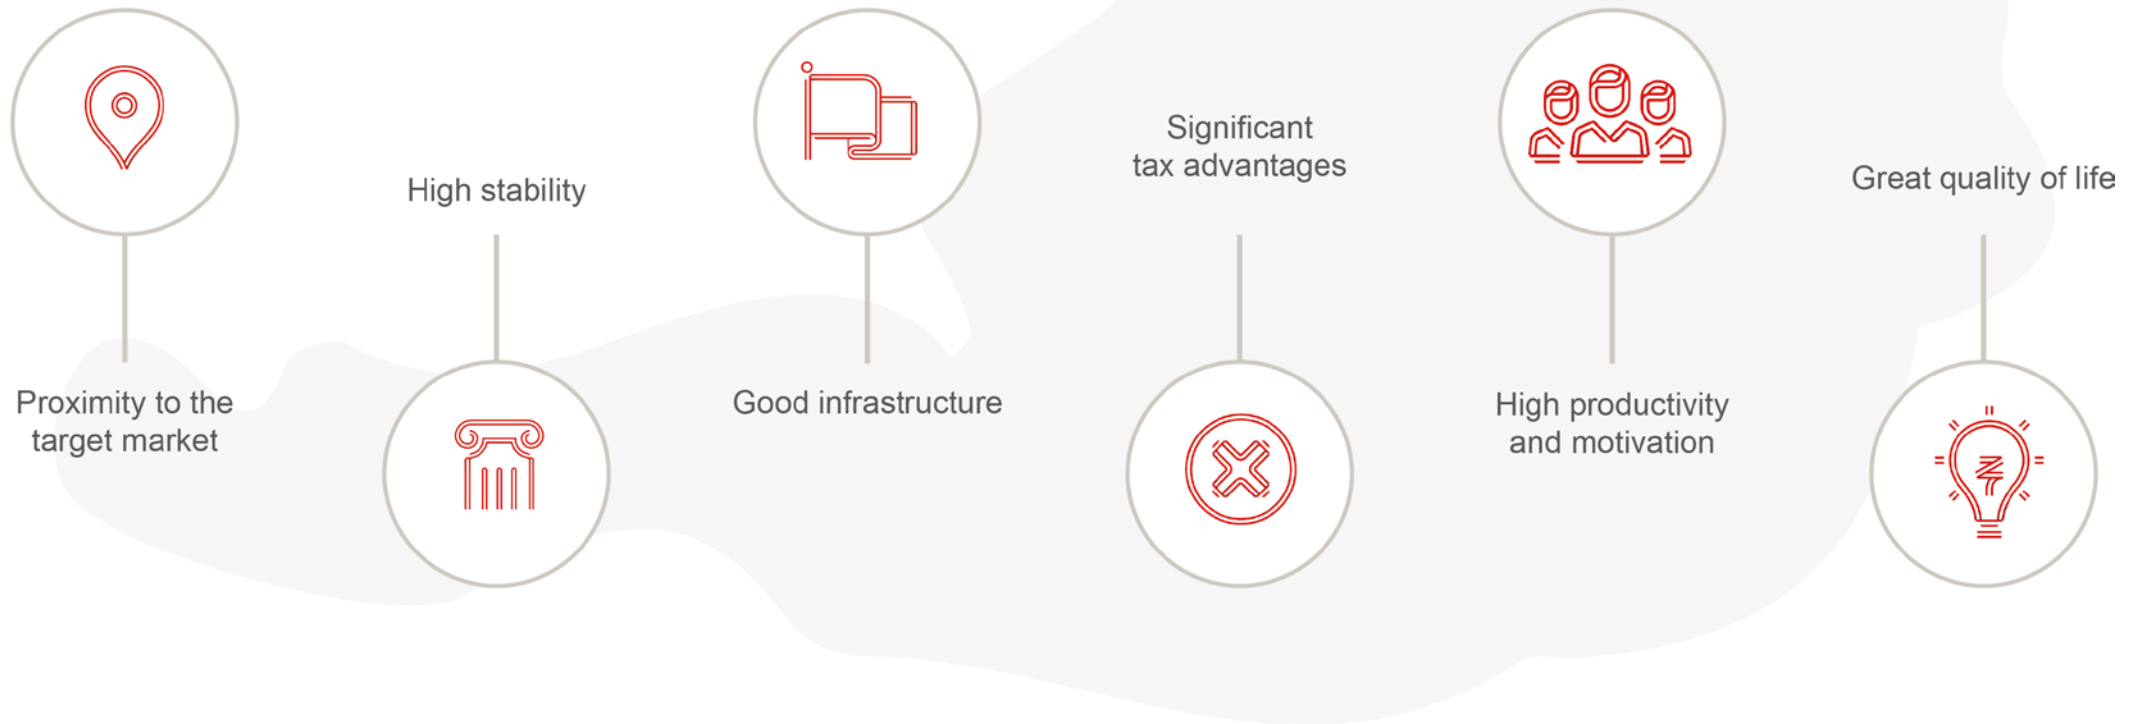 Proximity to the
target market
High stability
Good infrastructure
Significant
tax advantages
High productivity
and motivation
Great quality of life